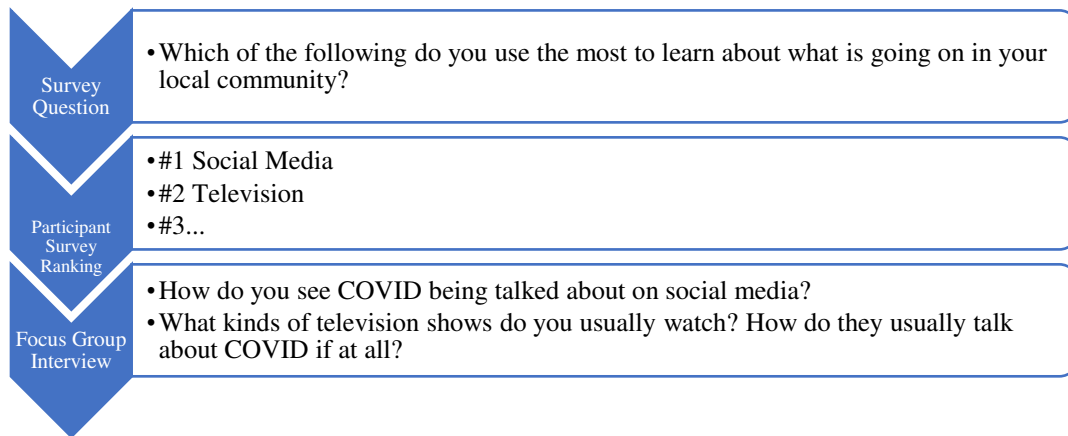 Survey
Question
•Which of the following do you use the most to learn about what is going on in your
local community?
Participant
Survey
Ranking
•#1 Social Media
•#2 Television
•#3...
Focus Group
Interview
•How do you see COVID being talked about on social media?
•What kinds of television shows do you usually watch? How do they usually talk
about COVID if at all?